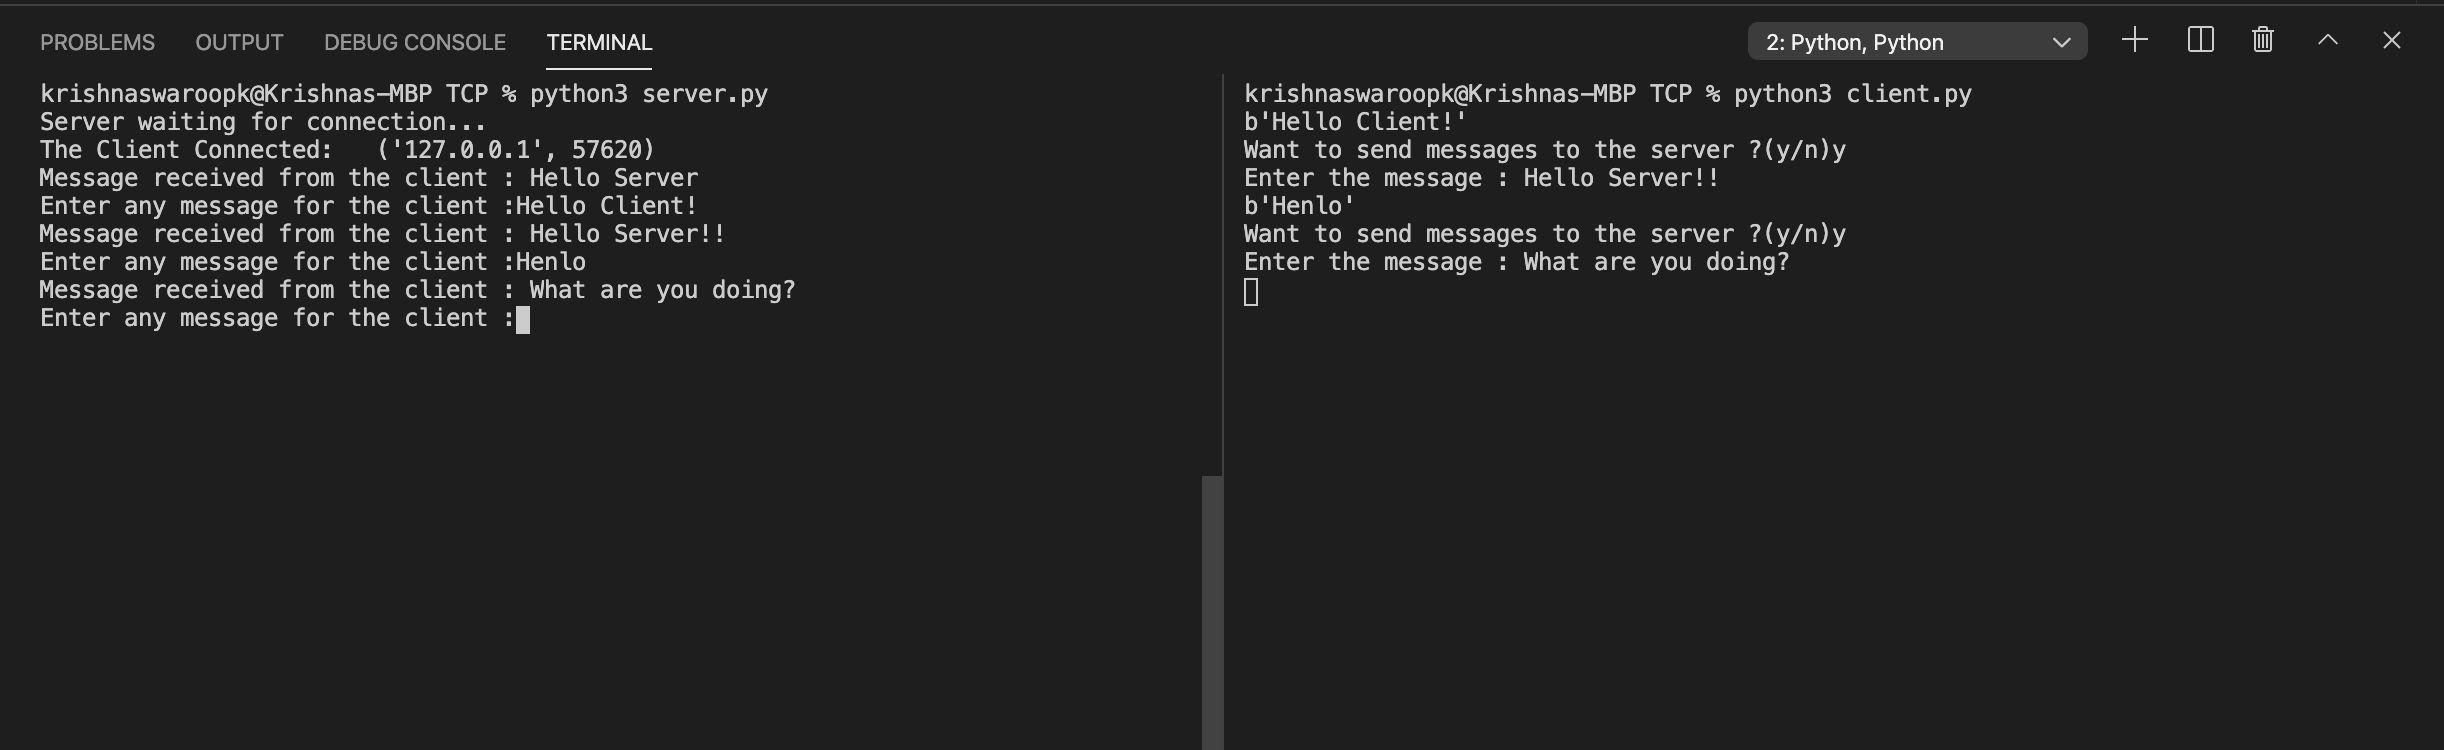 PROBLEMS OUTPUT DEBUG CONSOLE TERMINAL 2: Python, Python
krishnaswaroopk@Krishnas-MBP TCP % python3 server.py
Server waiting for connection...
The Client Connected:   ('127.0.0.1', 57620)
Message received from the client : Hello Server
Enter any message for the client :Hello Client!
Message received from the client : Hello Server!!
Enter any message for the client :Henlo
Message received from the client : What are you doing?
Enter any message for the client :
krishnaswaroopk@Krishnas-MBP TCP % python3 client.py
b'Hello Client!'
Want to send messages to the server ?(y/n)y
Enter the message : Hello Server!!
b'Henlo'
Want to send messages to the server ?(y/n)y
Enter the message : What are you doing?